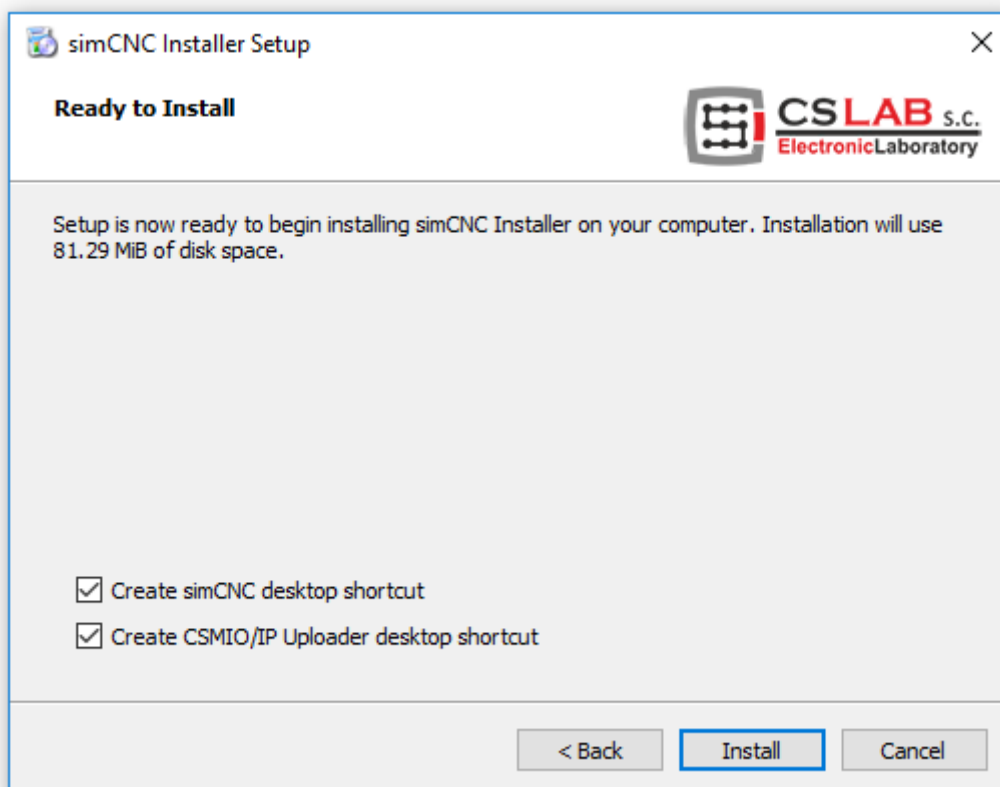 simCNC Installer Setup
Ready to Install
CSLAB s.c.
ElectronicLaboratory
Setup is now ready to begin installing simCNC Installer on your computer. Installation will use
81.29 MiB of disk space.
Create simCNC desktop shortcut
Create CSMIO/IP Uploader desktop shortcut
< Back Install Cancel